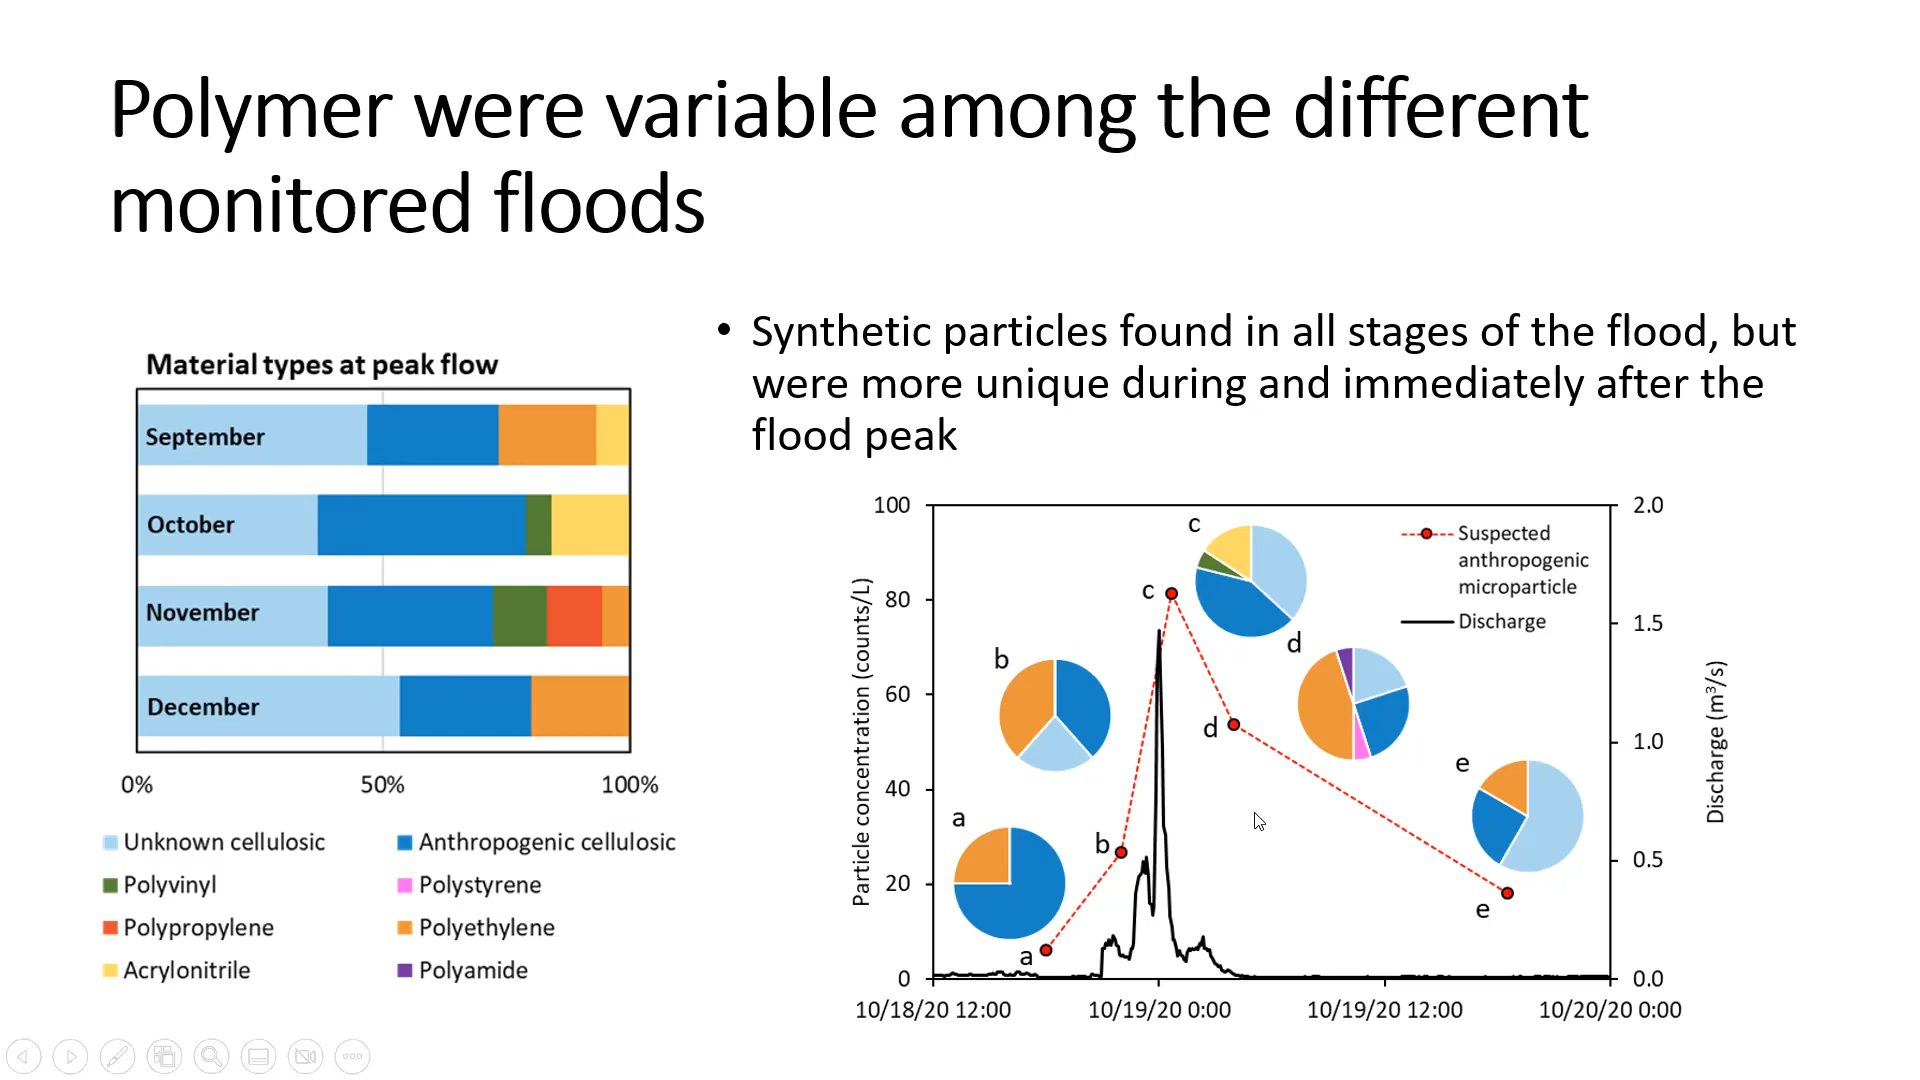 Polymer were variable among the different
monitored floods
• Synthetic particles found in all stages of the flood, but
were more unique during and immediately after the
flood peak
Material types at peak flow
September
October
November
December
0% 50% 100%
Unknown cellulosic Anthropogenic cellulosic
Polyvinyl Polystyrene
Polypropylene Polyethylene
Acrylonitrile Polyamide
Particle concentration (counts/L)
100
80
60
40
20
0
2.0
1.5
1.0
0.5
0.0
Discharge (m³/s)
Suspected
anthropogenic
microparticle
Discharge
c
c
d
b
d
e
a
b
e
a
10/18/20 12:00 10/19/20 0:00 10/19/20 12:00 10/20/20 0:00